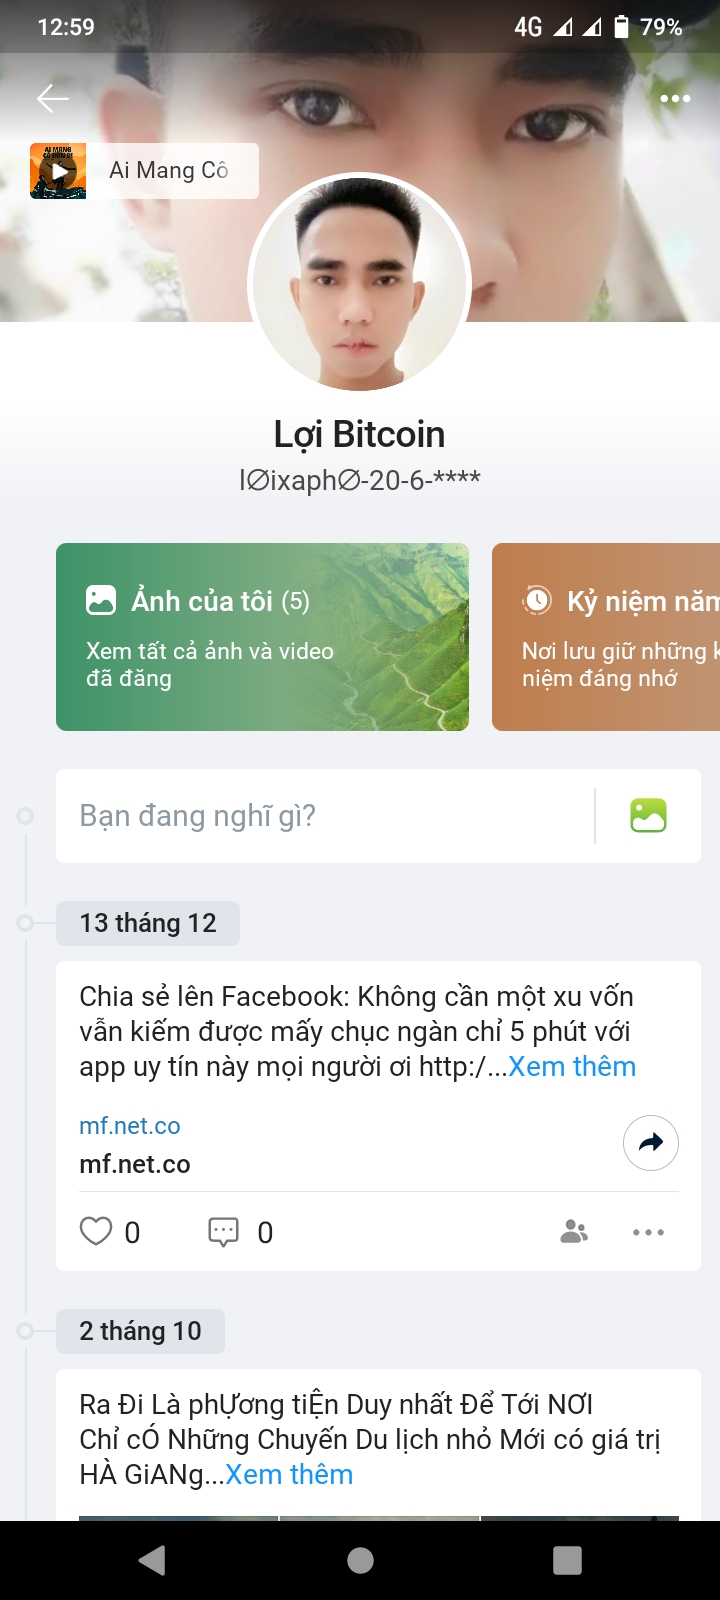 12:59
4G
79%
AI MANG
CÔ ĐƠN ĐI
Ai Mang Cô
Lợi Bitcoin
l∅ixaph∅-20-6-****
Ảnh của tôi (5)
Xem tất cả ảnh và video
đã đăng
Kỷ niệm năm
Nơi lưu giữ những k
niệm đáng nhớ
Bạn đang nghĩ gì?
13 tháng 12
Chia sẻ lên Facebook: Không cần một xu vốn
vẫn kiếm được mấy chục ngàn chỉ 5 phút với
app uy tín này mọi người ơi http:/...Xem thêm
mf.net.co
mf.net.co
0
0
2 tháng 10
Ra Đi Là phƯơng tiỆn Duy nhất Để Tới NƠI
Chỉ cÓ Những Chuyến Du lịch nhỏ Mới có giá trị
HÀ GiANg...Xem thêm